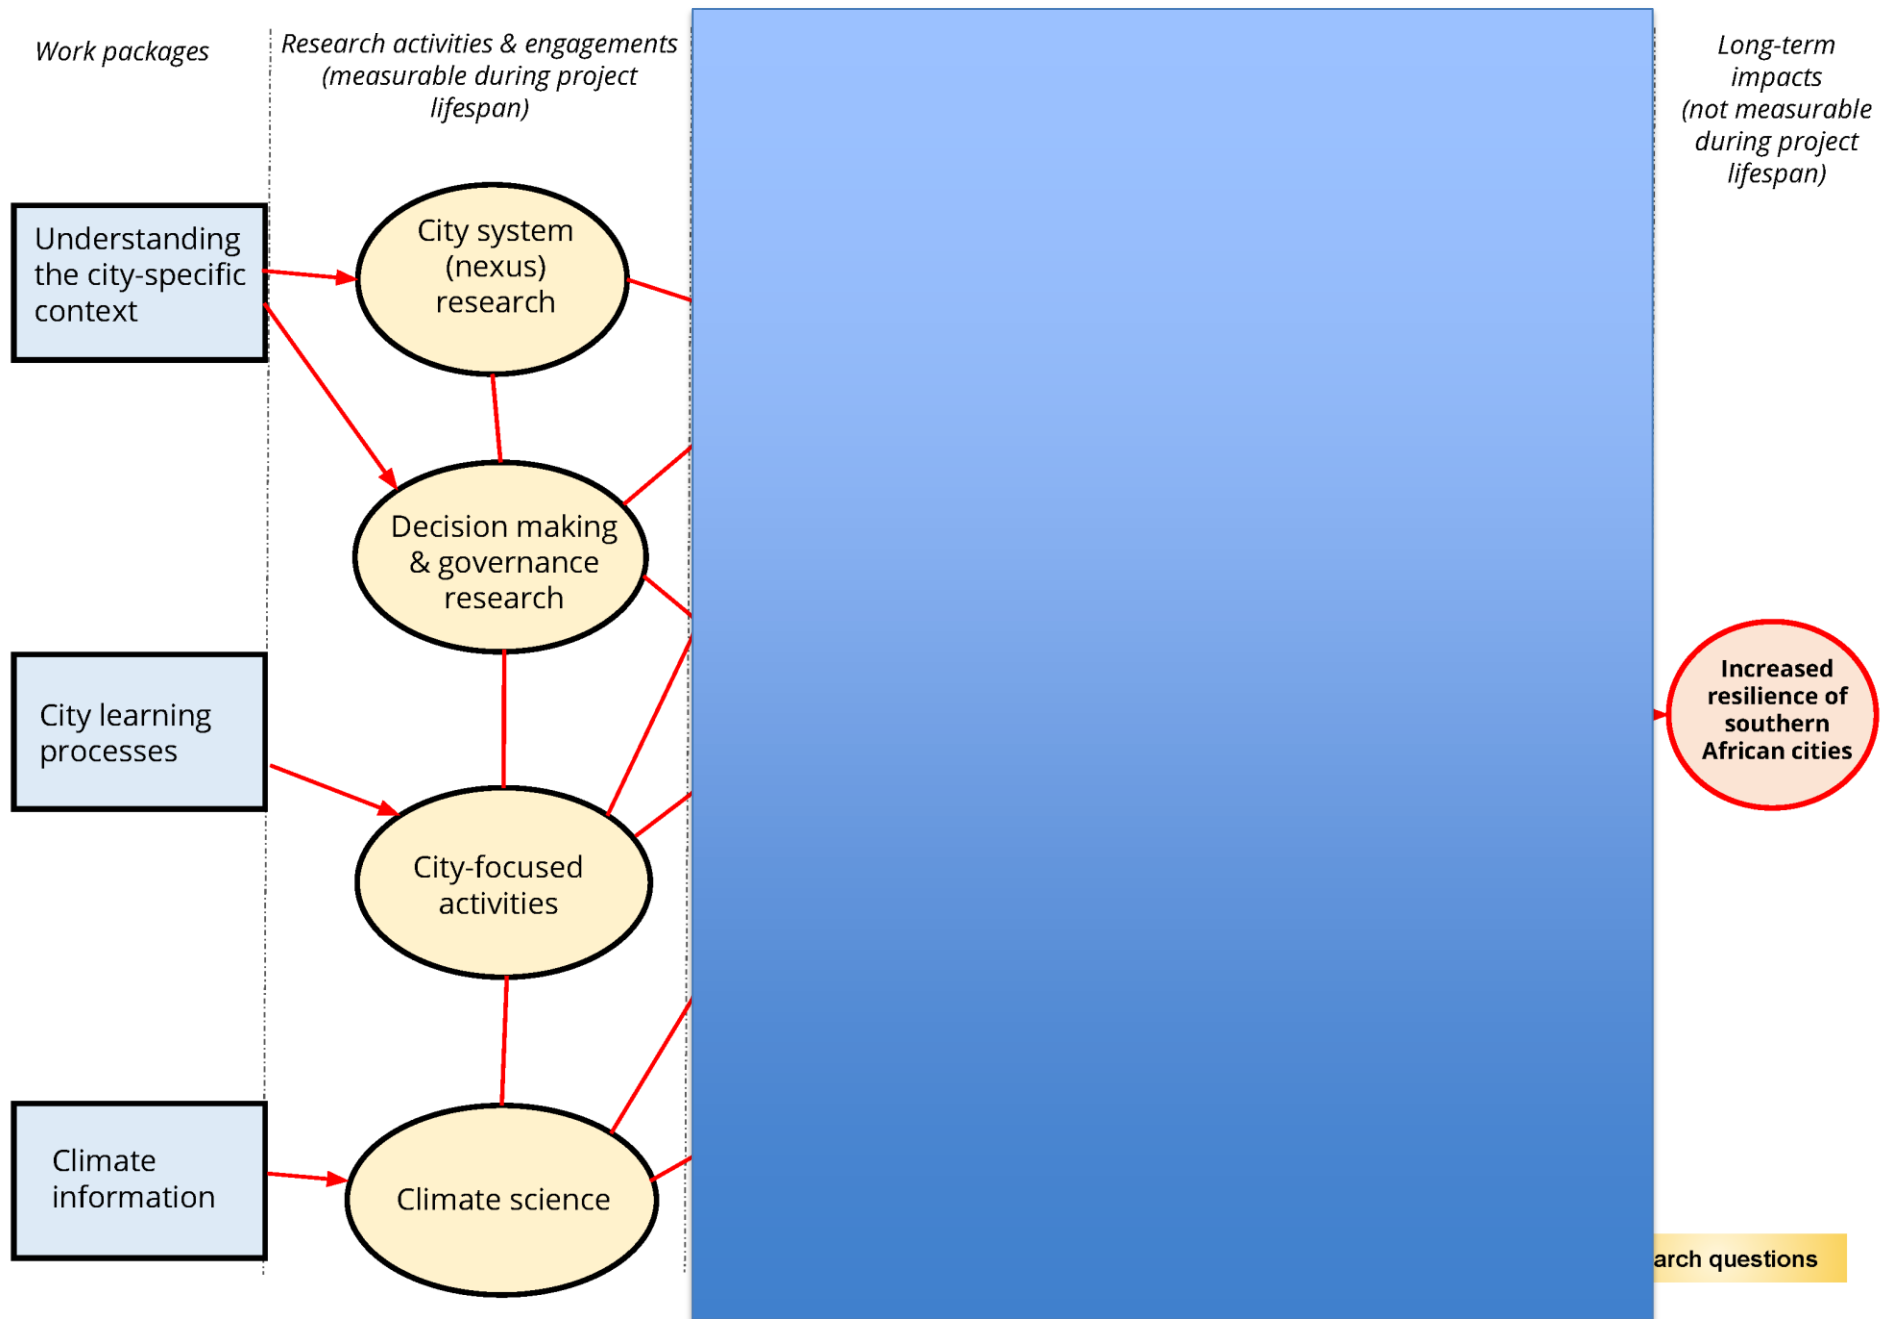 Work packages
Research activities & engagements
(measurable during project
lifespan)
Long-term
impacts
(not measurable
during project
lifespan)
Understanding
the city-specific
context
City system
(nexus)
research
Decision making
& governance
research
City learning
processes
Increased
resilience of
southern
African cities
City-focused
activities
Climate
information
Climate science
arch questions